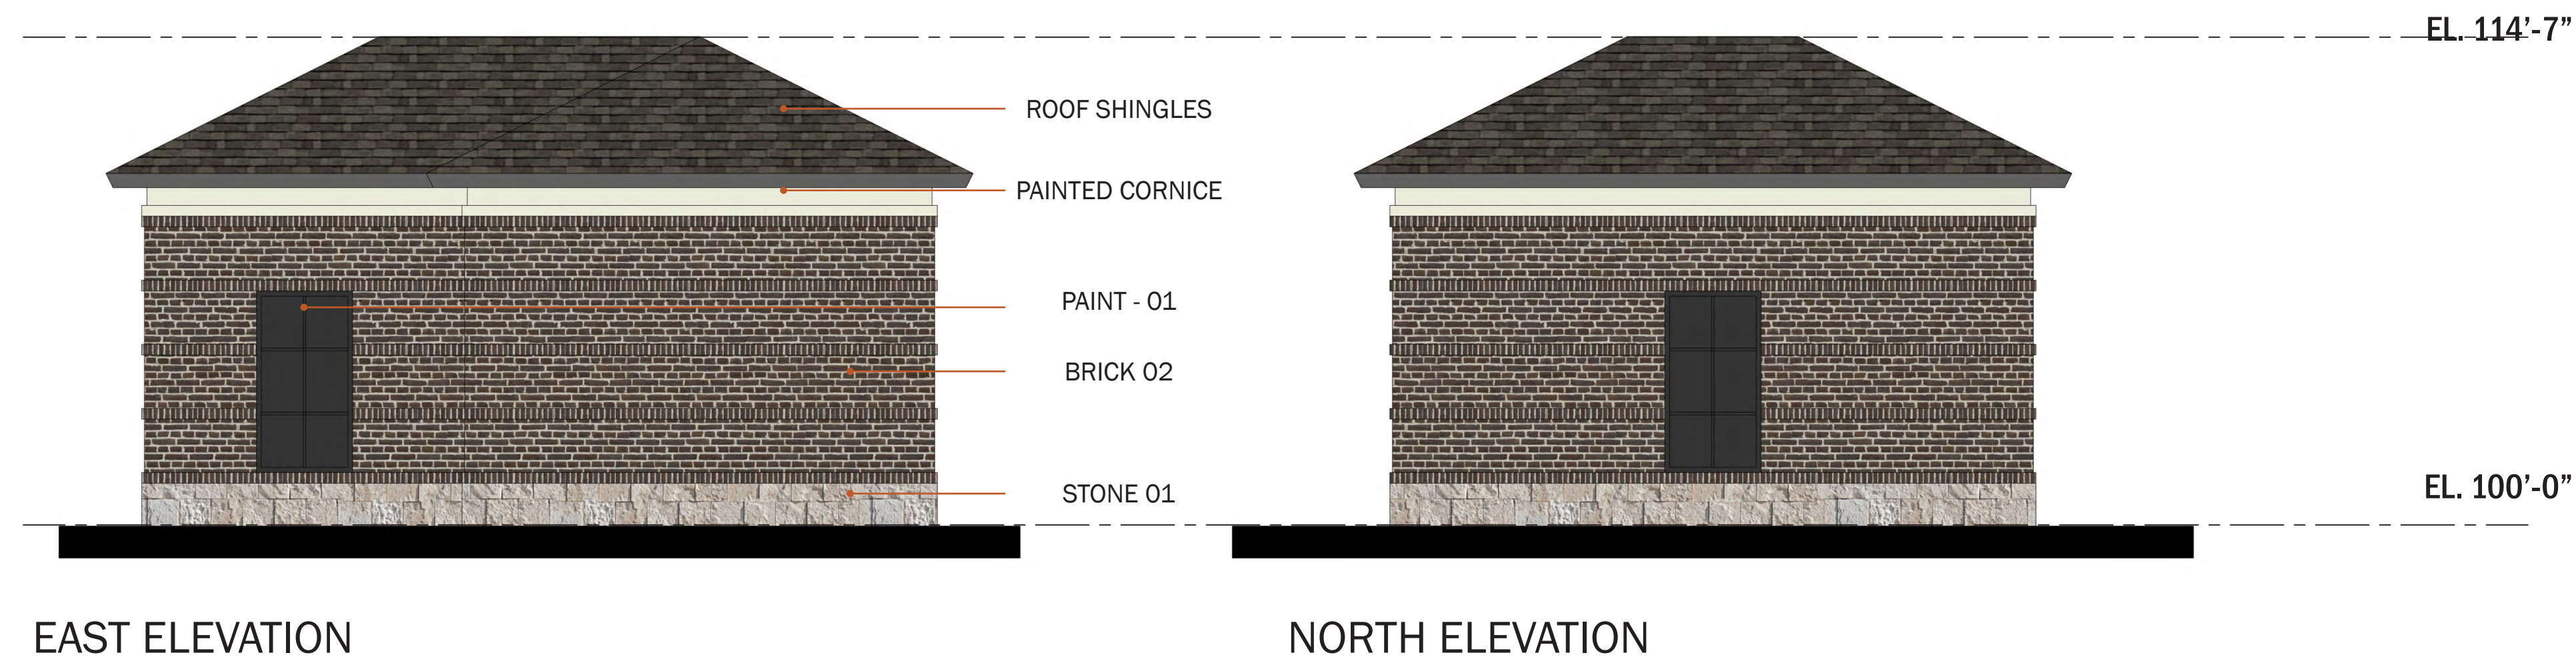 EL. 114’-7”
ROOF SHINGLES
PAINTED CORNICE
PAINT - 01
BRICK 02
STONE 01
EL. 100’-0”
EAST ELEVATION
NORTH ELEVATION